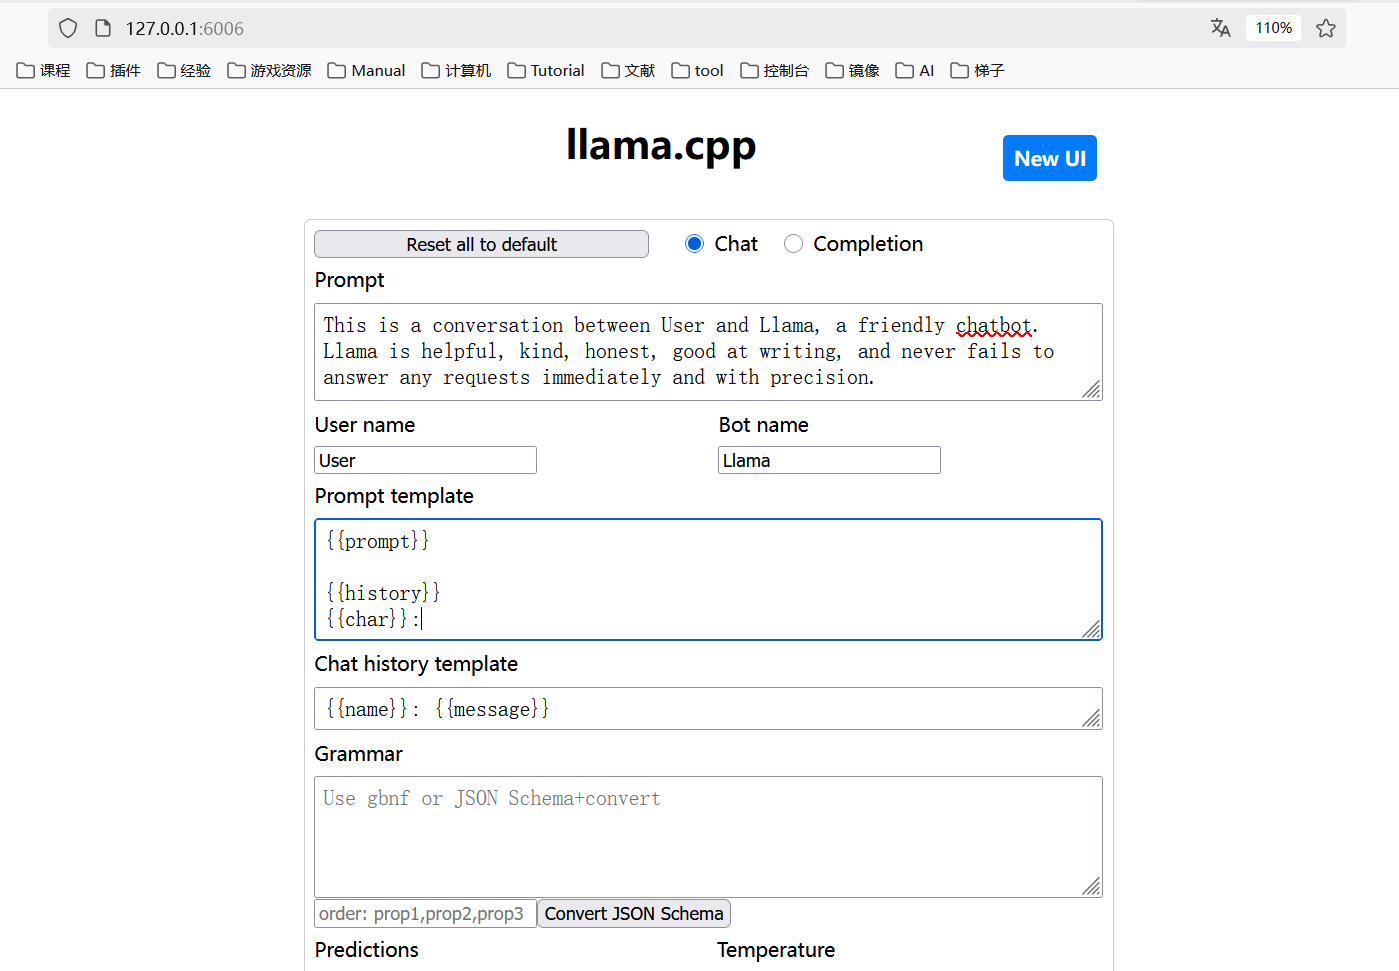 127.0.0.1:6006 110%
课程 插件 经验 游戏资源 Manual 计算机 Tutorial 文献 tool 控制台 镜像 AI 梯子
llama.cpp
New UI
Reset all to default Chat Completion
Prompt
This is a conversation between User and Llama, a friendly chatbot.
Llama is helpful, kind, honest, good at writing, and never fails to
answer any requests immediately and with precision.
User name Bot name
User Llama
Prompt template
{{prompt}}
{{history}}
{{char}}:
Chat history template
{{name}}: {{message}}
Grammar
Use gbnf or JSON Schema+convert
order: prop1,prop2,prop3 Convert JSON Schema
Predictions Temperature